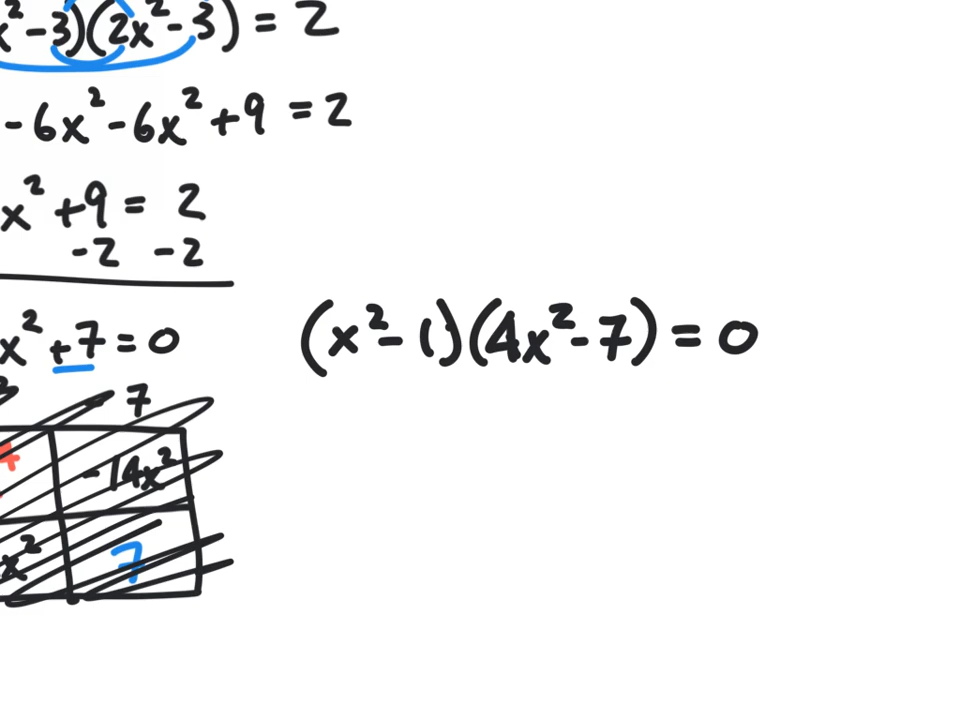 x²-3)(2x²-3) = 2
-6x²-6x²+9 = 2
x²+9 = 2
-2 -2
x²+7=0
(x²-1)(4x²-7) = 0
- 7
4 -14x²
x² 7